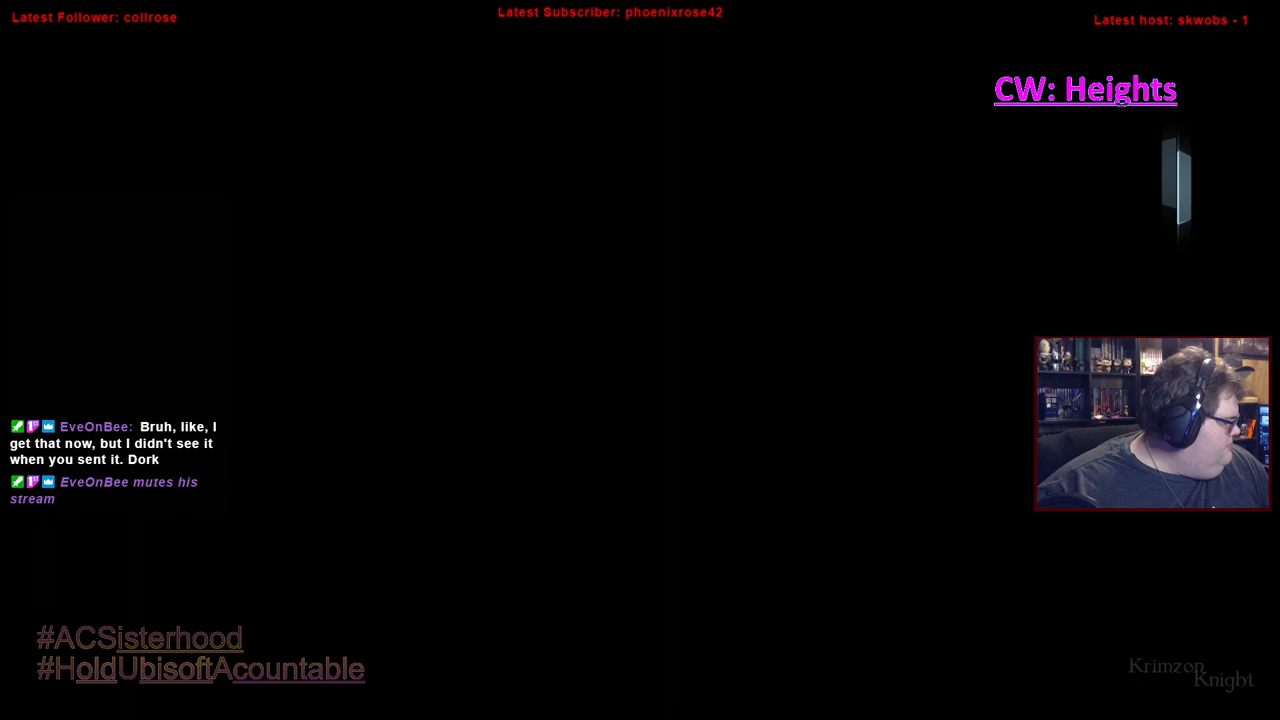 Latest Follower: collrose
Latest Subscriber: phoenixrose42
Latest host: skwobs - 1
CW: Heights
EveOnBee: Bruh, like, I
get that now, but I didn't see it
when you sent it. Dork
EveOnBee mutes his
stream
#ACSisterhood
#HoldUbisoftAcountable
Krimzon
Knight